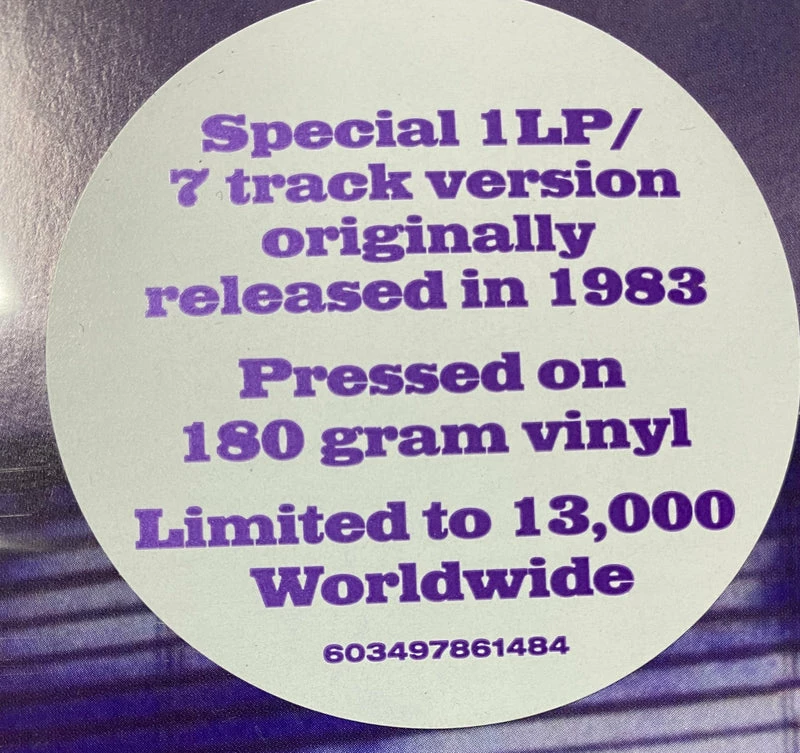 Special 1LP/
7 track version
originally
released in 1983
Pressed on
180 gram vinyl
Limited to 13,000
Worldwide
603497861484